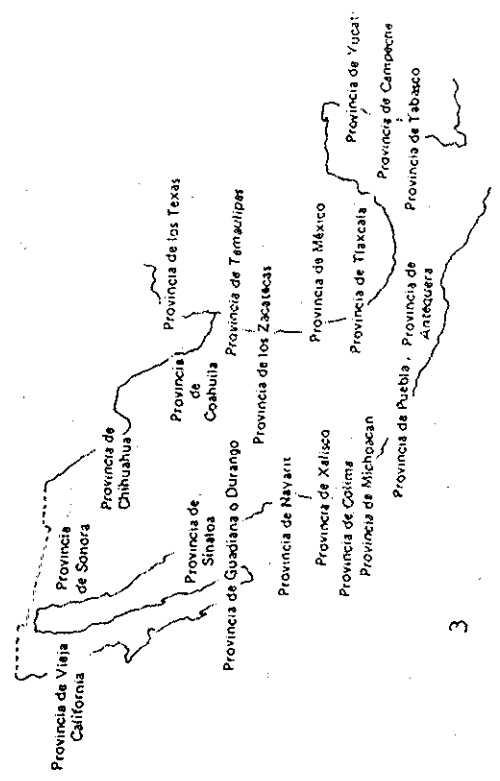 Provincia de Vieja
California
Provincia
de Sonora
Provincia de
Chihuahua
Provincia de
Sinaloa
Provincia de Guadiana o Durango
Provincia
de
Coahuila
Provincia de los Texas
Provincia de Tamaulipas
Provincia de los Zacatecas
Provincia de Nayarit
Provincia de Xalisco
Provincia de Colima
Provincia de Michoacan
Provincia de México
Provincia de Tlaxcala
Provincia de Puebla, Provincia de
Antequera
Provincia de Yucat
Provincia de Campeche
Provincia de Tabasco
3